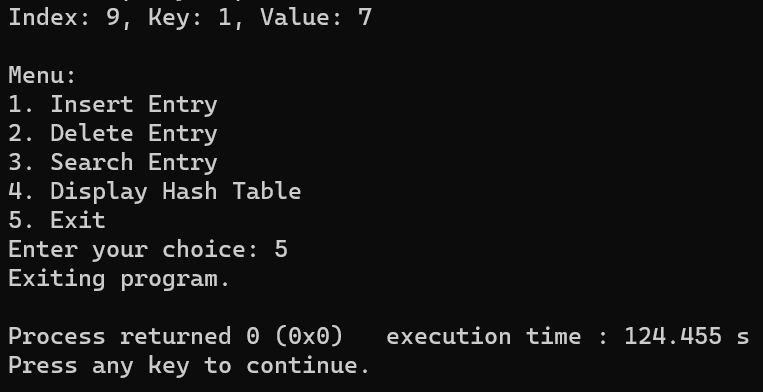 Index: 9, Key: 1, Value: 7
Menu:
1. Insert Entry
2. Delete Entry
3. Search Entry
4. Display Hash Table
5. Exit
Enter your choice: 5
Exiting program.
Process returned 0 (0x0)   execution time : 124.455 s
Press any key to continue.